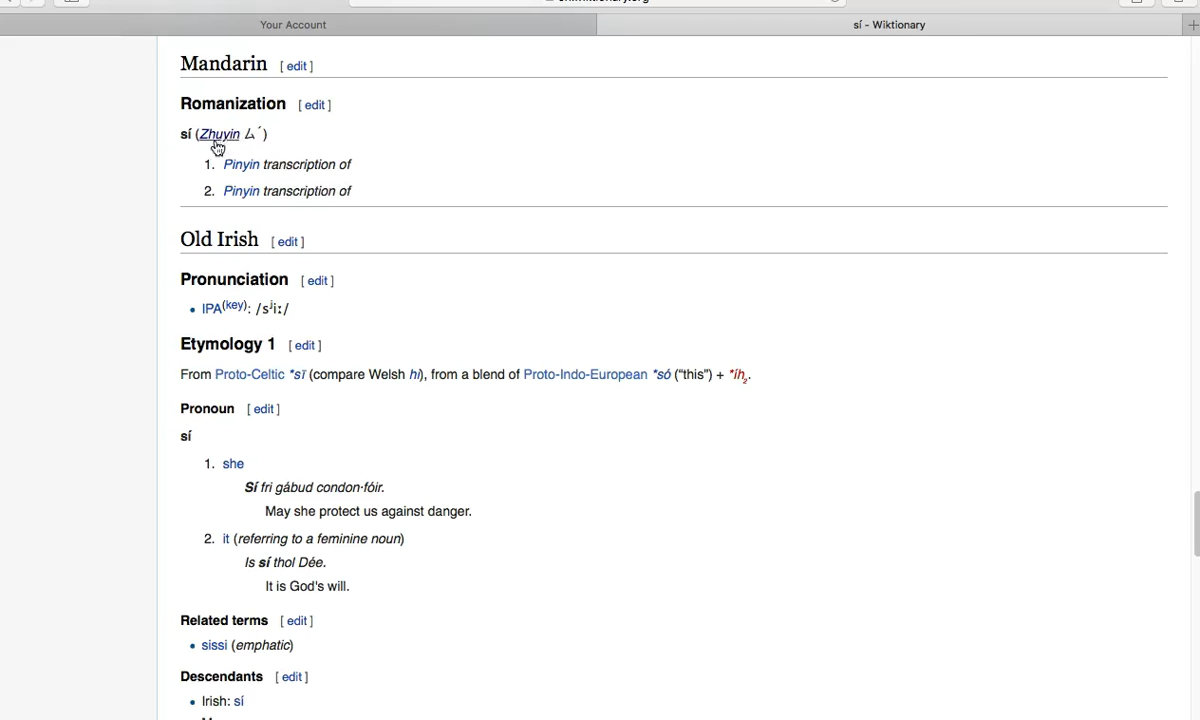 Your Account
sí - Wiktionary
Mandarin [ edit ]
Romanization [ edit ]
sí (Zhuyin ㄙˊ)
1. Pinyin transcription of
2. Pinyin transcription of
Old Irish [ edit ]
Pronunciation [ edit ]
• IPA(key): /sʲiː/
Etymology 1 [ edit ]
From Proto-Celtic *sī (compare Welsh hi), from a blend of Proto-Indo-European *só (“this”) + *íh₂.
Pronoun [ edit ]
sí
1. she
Sí fri gábud condon·fóir.
May she protect us against danger.
2. it (referring to a feminine noun)
Is sí thol Dée.
It is God's will.
Related terms [ edit ]
• sissi (emphatic)
Descendants [ edit ]
• Irish: sí